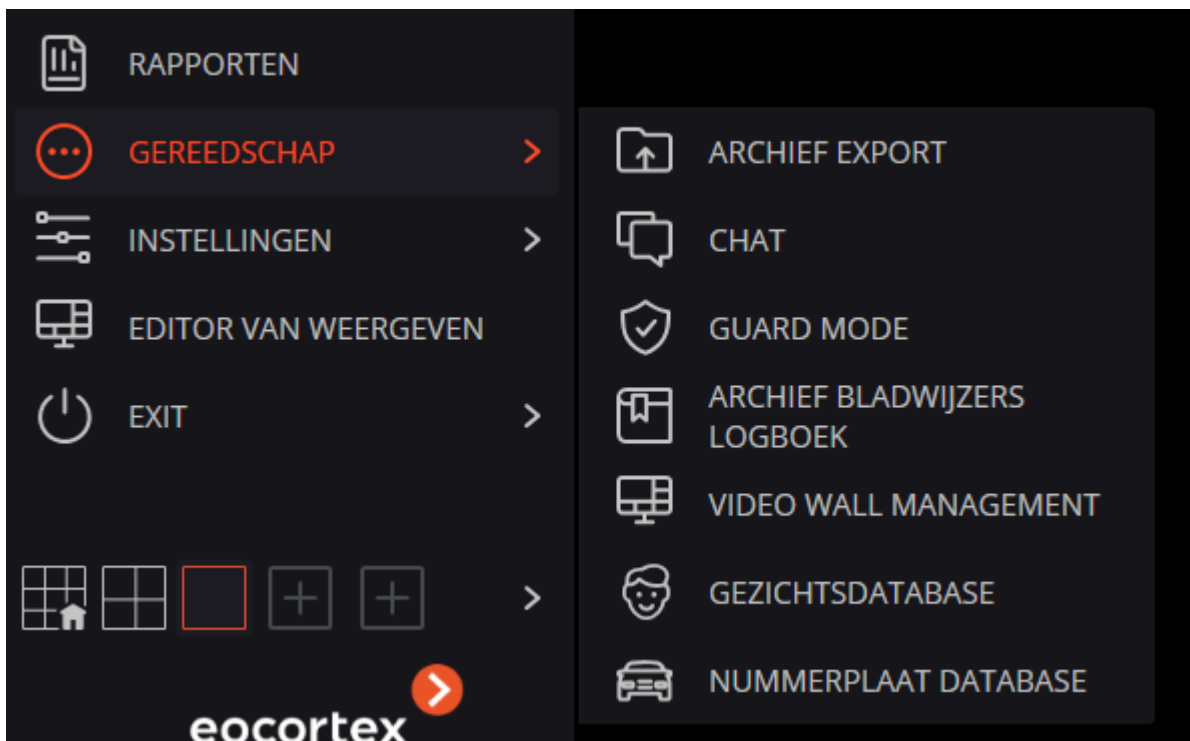 RAPPORTEN
GEREEDSCHAP
INSTELLINGEN
EDITOR VAN WEERGEVEN
EXIT
eocortex
ARCHIEF EXPORT
CHAT
GUARD MODE
ARCHIEF BLADWIJZERS
LOGBOEK
VIDEO WALL MANAGEMENT
GEZICHTSDATABASE
NUMMERPLAAT DATABASE